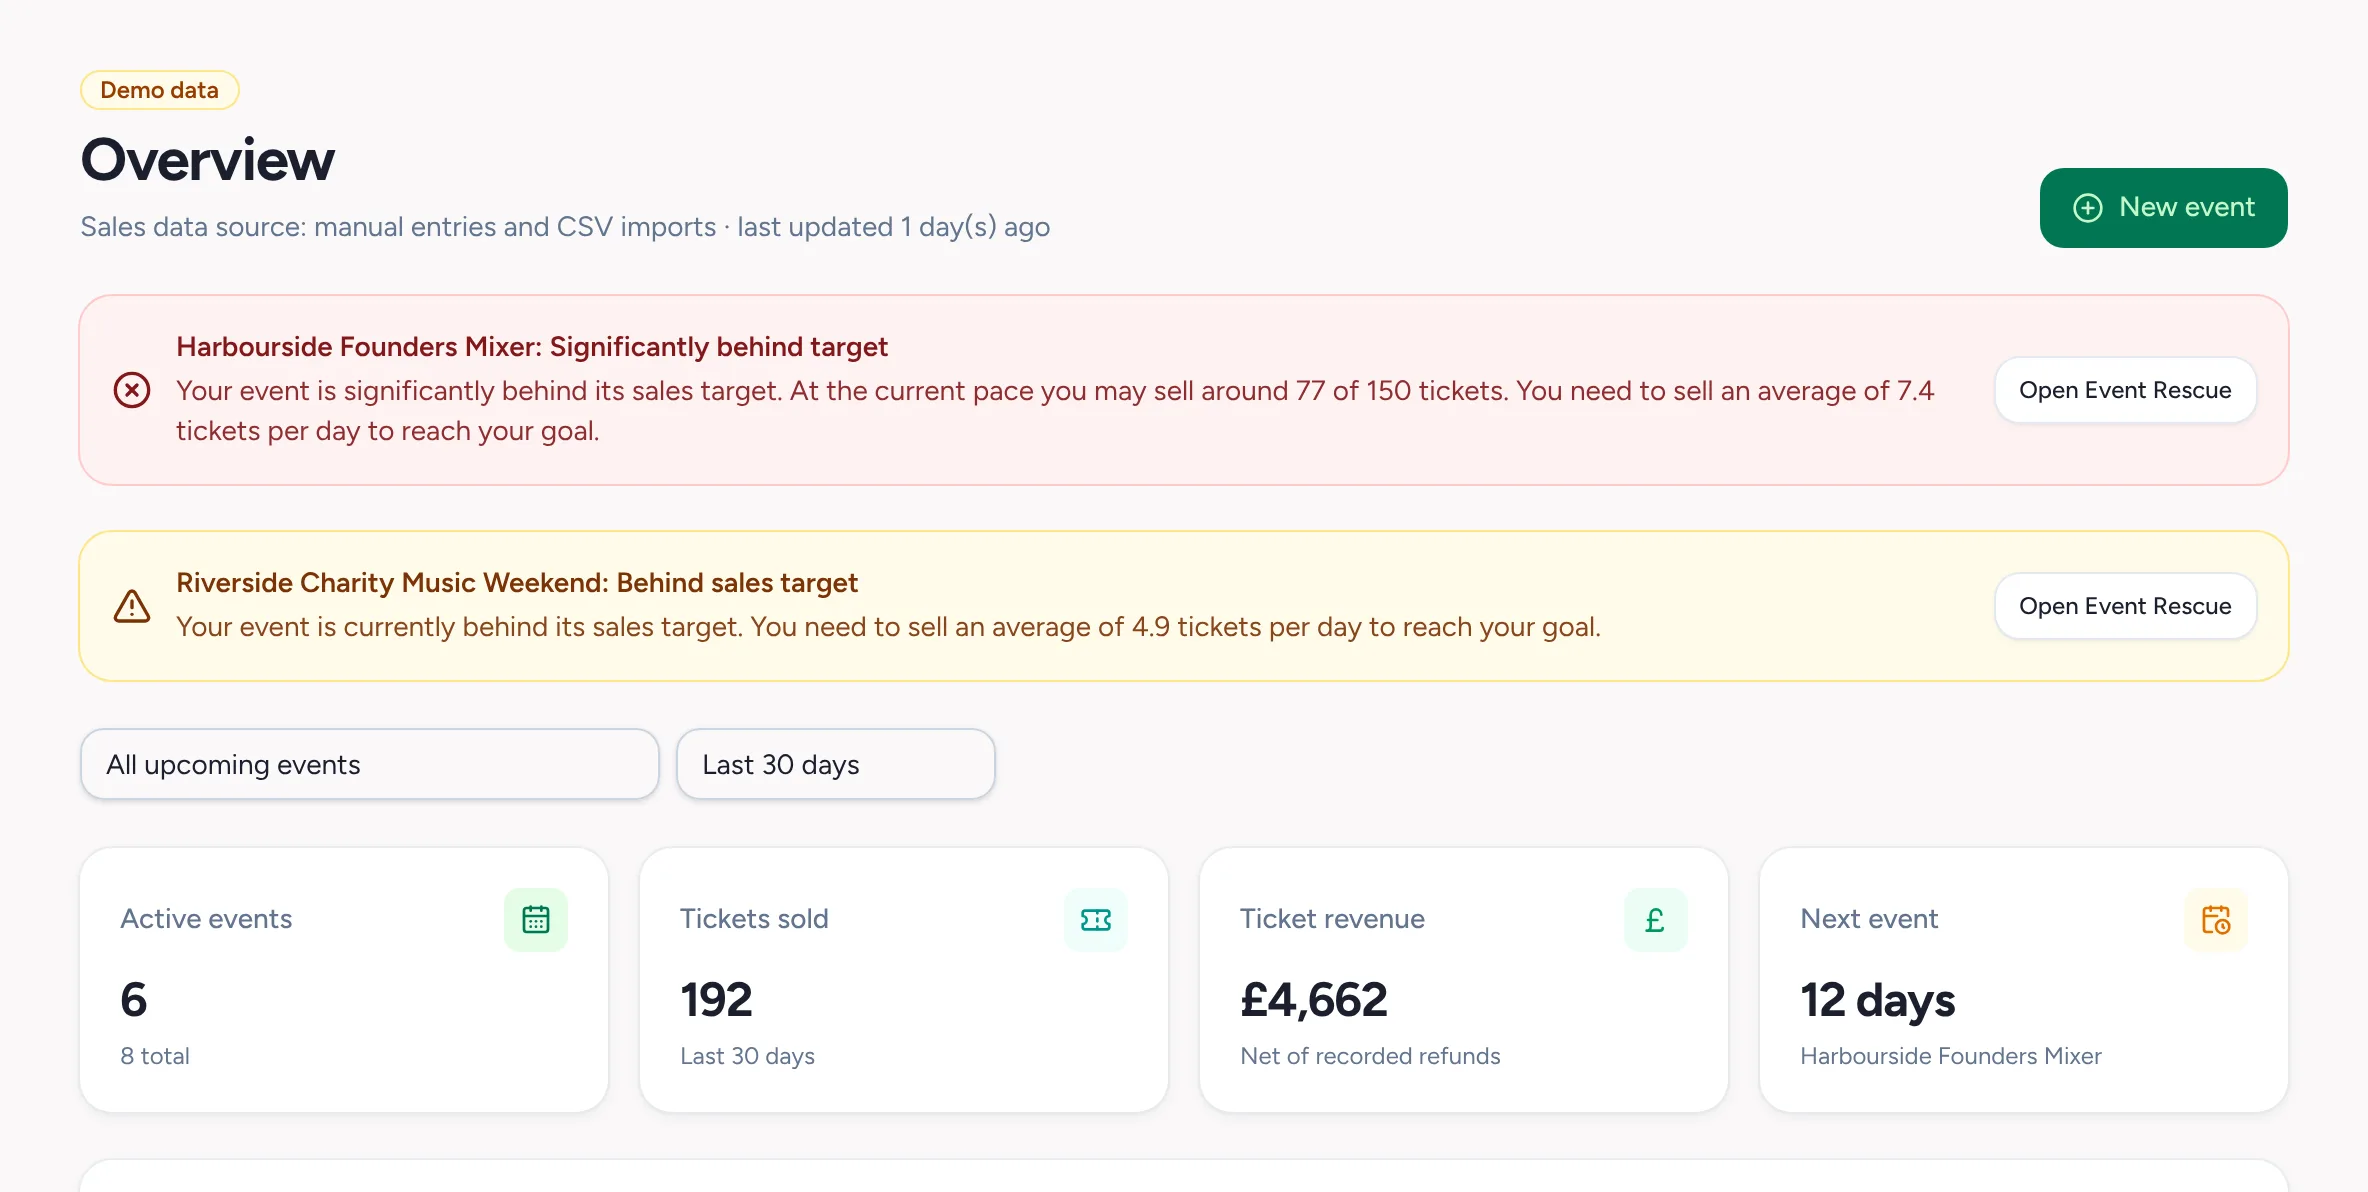 Demo data
Overview
Sales data source: manual entries and CSV imports · last updated 1 day(s) ago
New event
Harbourside Founders Mixer: Significantly behind target
Your event is significantly behind its sales target. At the current pace you may sell around 77 of 150 tickets. You need to sell an average of 7.4
tickets per day to reach your goal.
Open Event Rescue
Riverside Charity Music Weekend: Behind sales target
Your event is currently behind its sales target. You need to sell an average of 4.9 tickets per day to reach your goal.
Open Event Rescue
All upcoming events
Last 30 days
Active events
6
8 total
Tickets sold
192
Last 30 days
Ticket revenue
£
£4,662
Net of recorded refunds
Next event
12 days
Harbourside Founders Mixer